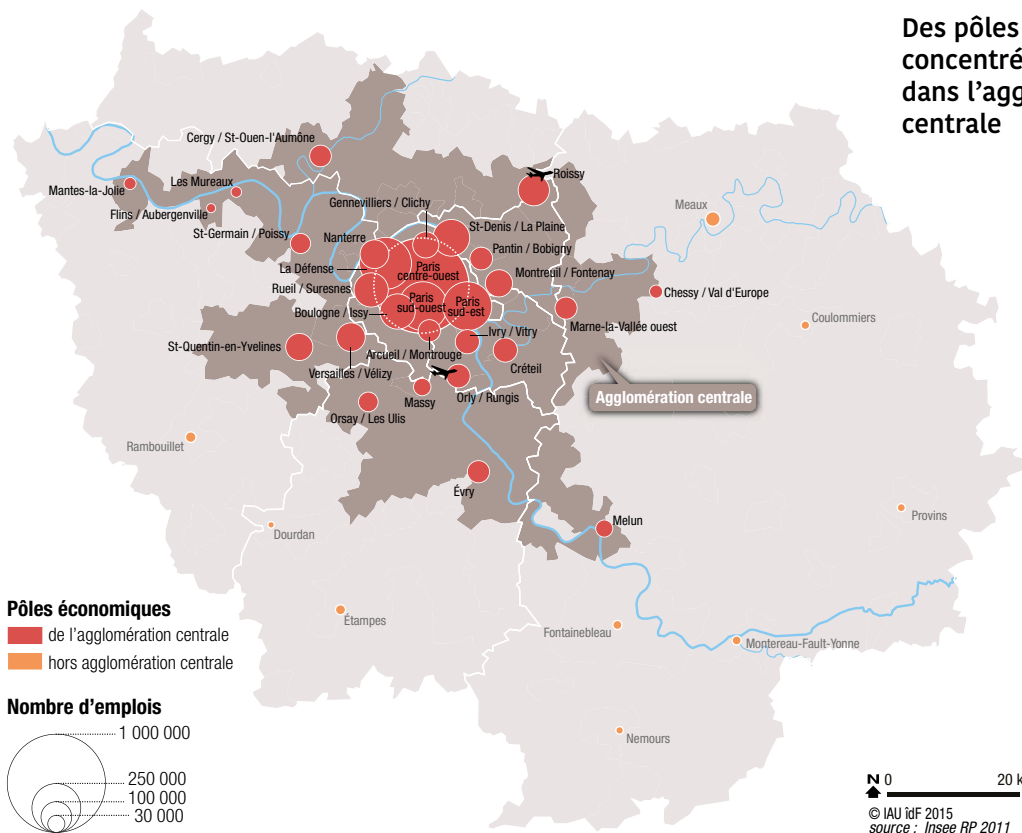 Des pôles
concentré
dans l'agg
centrale
Cergy / St-Ouen-l'Aumône
Roissy
Mantes-la-Jolie
Les Mureaux
Gennevilliers / Clichy
Meaux
Flins / Aubergenville
St-Germain / Poissy
Nanterre
St-Denis / La Plaine
Pantin / Bobigny
La Défense
Paris
centre-ouest
Montreuil / Fontenay
Rueil / Suresnes
Chessy / Val d'Europe
Paris
sud-ouest
Paris
sud-est
Boulogne / Issy
Coulommiers
Marne-la-Vallée ouest
Ivry / Vitry
St-Quentin-en-Yvelines
Arcueil / Montrouge
Créteil
Versailles / Vélizy
Massy
Orly / Rungis
Agglomération centrale
Orsay / Les Ulis
Rambouillet
Évry
Provins
Melun
Dourdan
Étampes
Fontainebleau
Montereau-Fault-Yonne
Nemours
Pôles économiques
de l'agglomération centrale
hors agglomération centrale
Nombre d'emplois
1 000 000
250 000
100 000
30 000
N 0 20 k
© IAU îdF 2015
source : Insee RP 2011